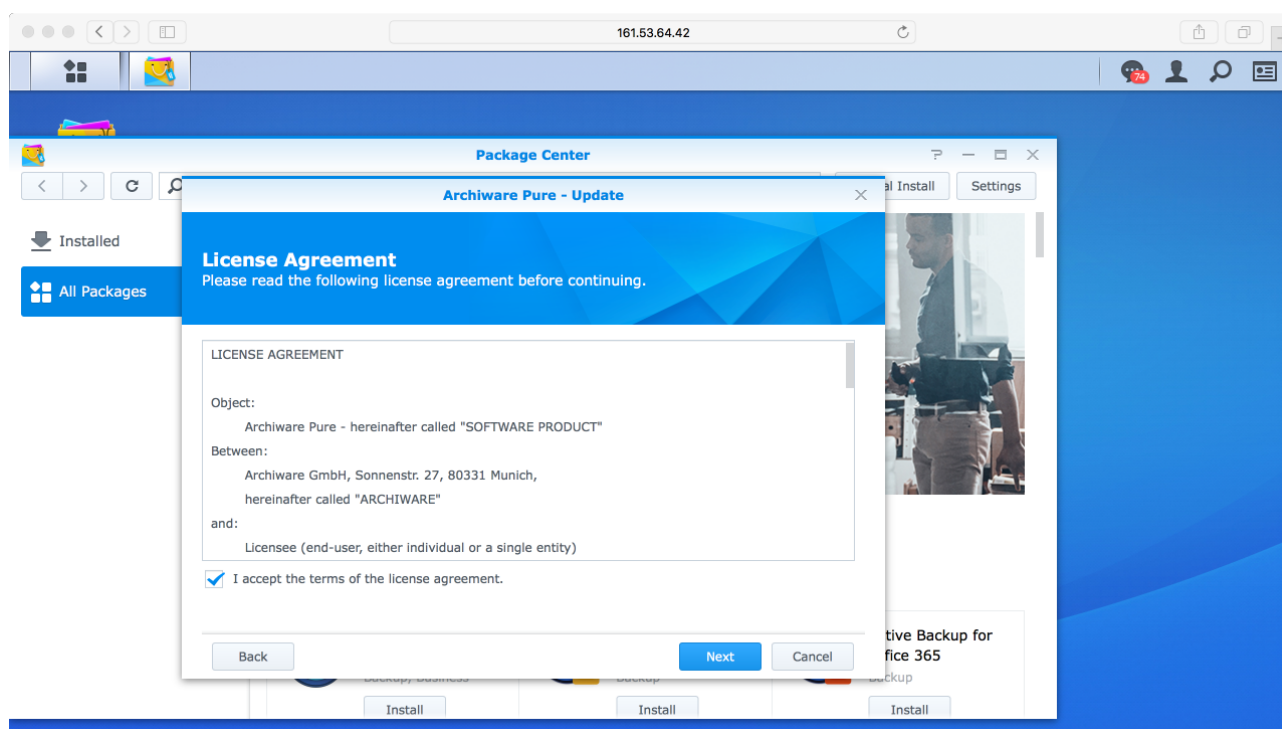 161.53.64.42
74
Package Center
al Install
Settings
Archiware Pure - Update
Installed
All Packages
License Agreement
Please read the following license agreement before continuing.
LICENSE AGREEMENT
Object:
Archiware Pure - hereinafter called "SOFTWARE PRODUCT"
Between:
Archiware GmbH, Sonnenstr. 27, 80331 Munich,
hereinafter called "ARCHIWARE"
and:
Licensee (end-user, either individual or a single entity)
I accept the terms of the license agreement.
Back
Next
Cancel
tive Backup for
fice 365
Backup, Business
Backup
Backup
Install
Install
Install